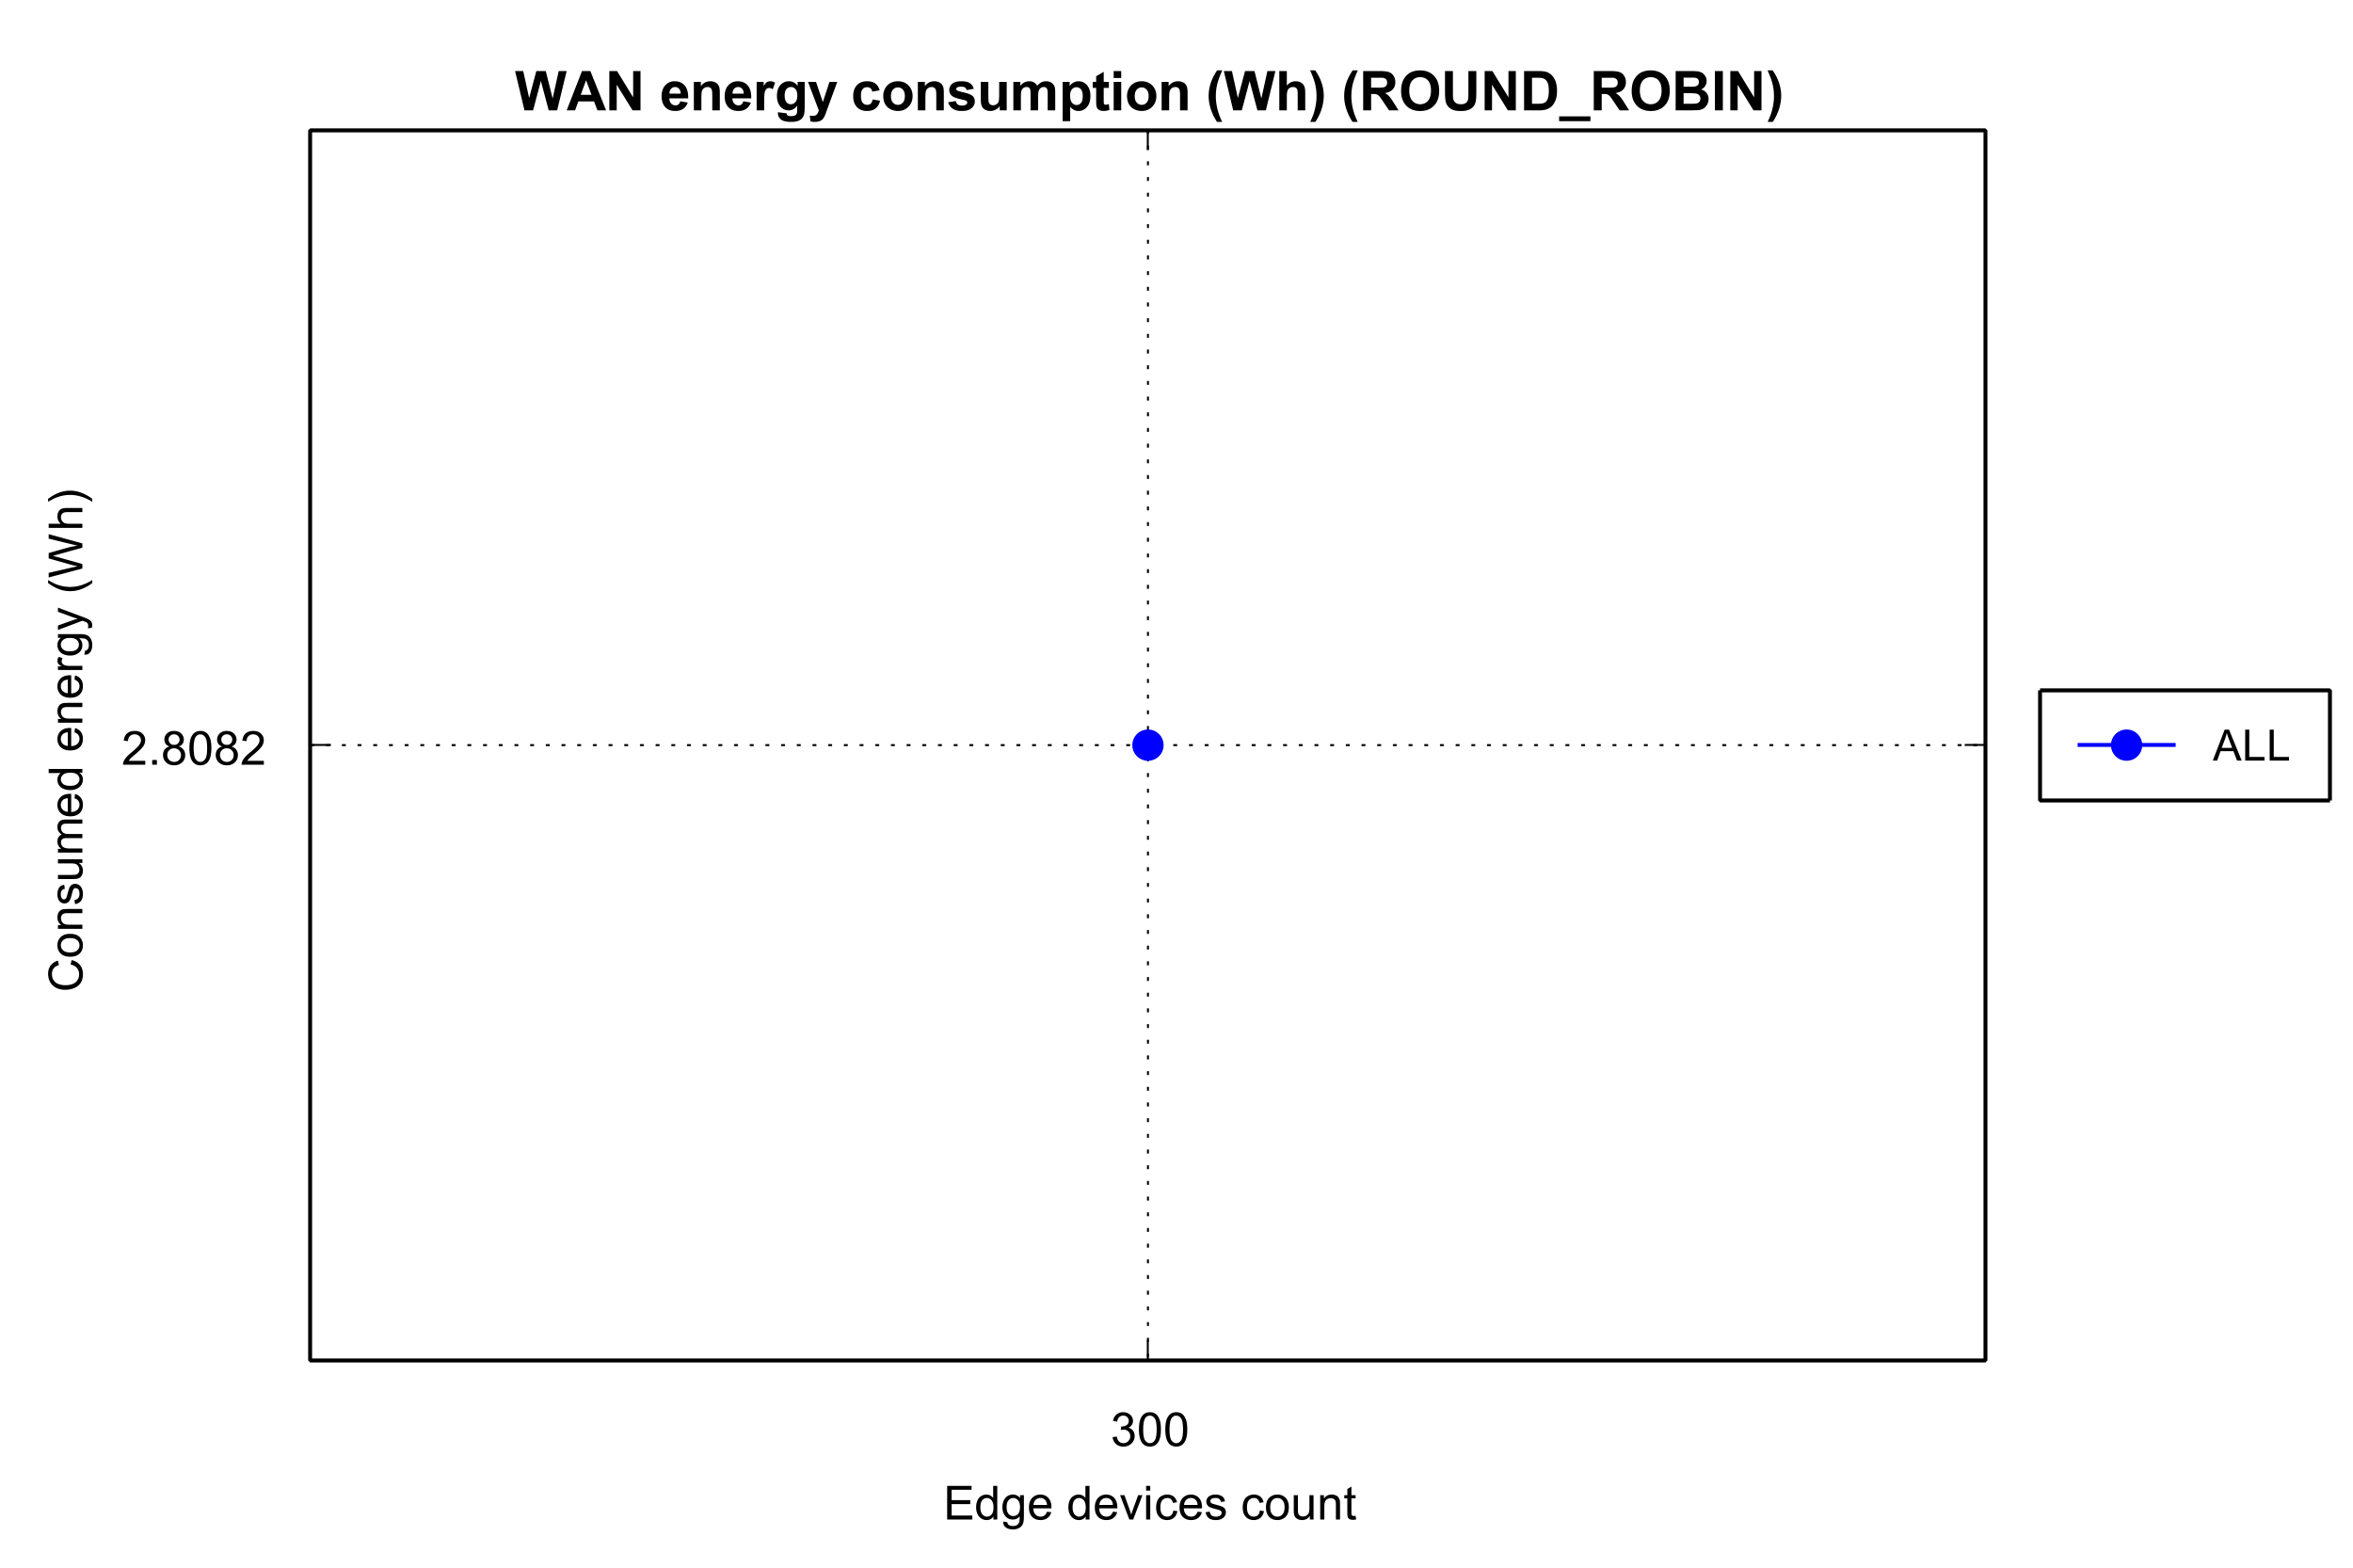 WAN energy consumption (Wh) (ROUND_ROBIN)
Consumed energy (Wh)
2.8082
ALL
300
Edge devices count